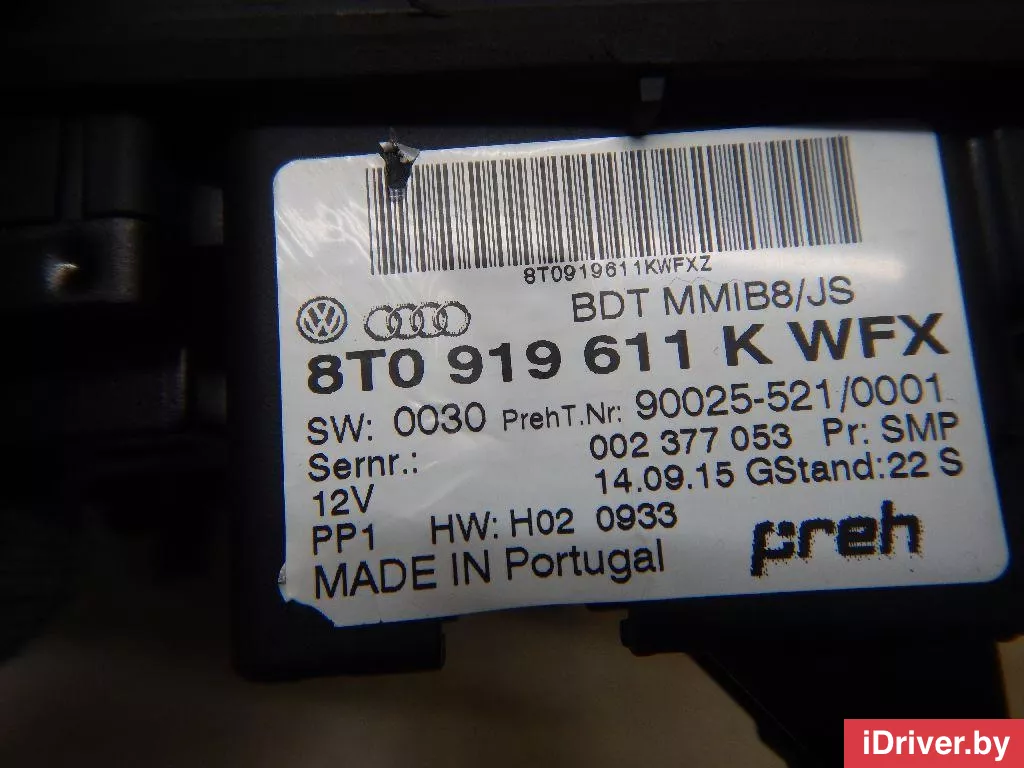 8T0919611KWFXZ
BDT MMIB8/JS
8T0 919 611 K WFX
SW: 0030 PrehT.Nr: 90025-521/0001
Sernr.: 002 377 053 Pr: SMP
12V 14.09.15 GStand: 22 S
PP1 HW: H02 0933
MADE IN Portugal
preh
iDriver.by